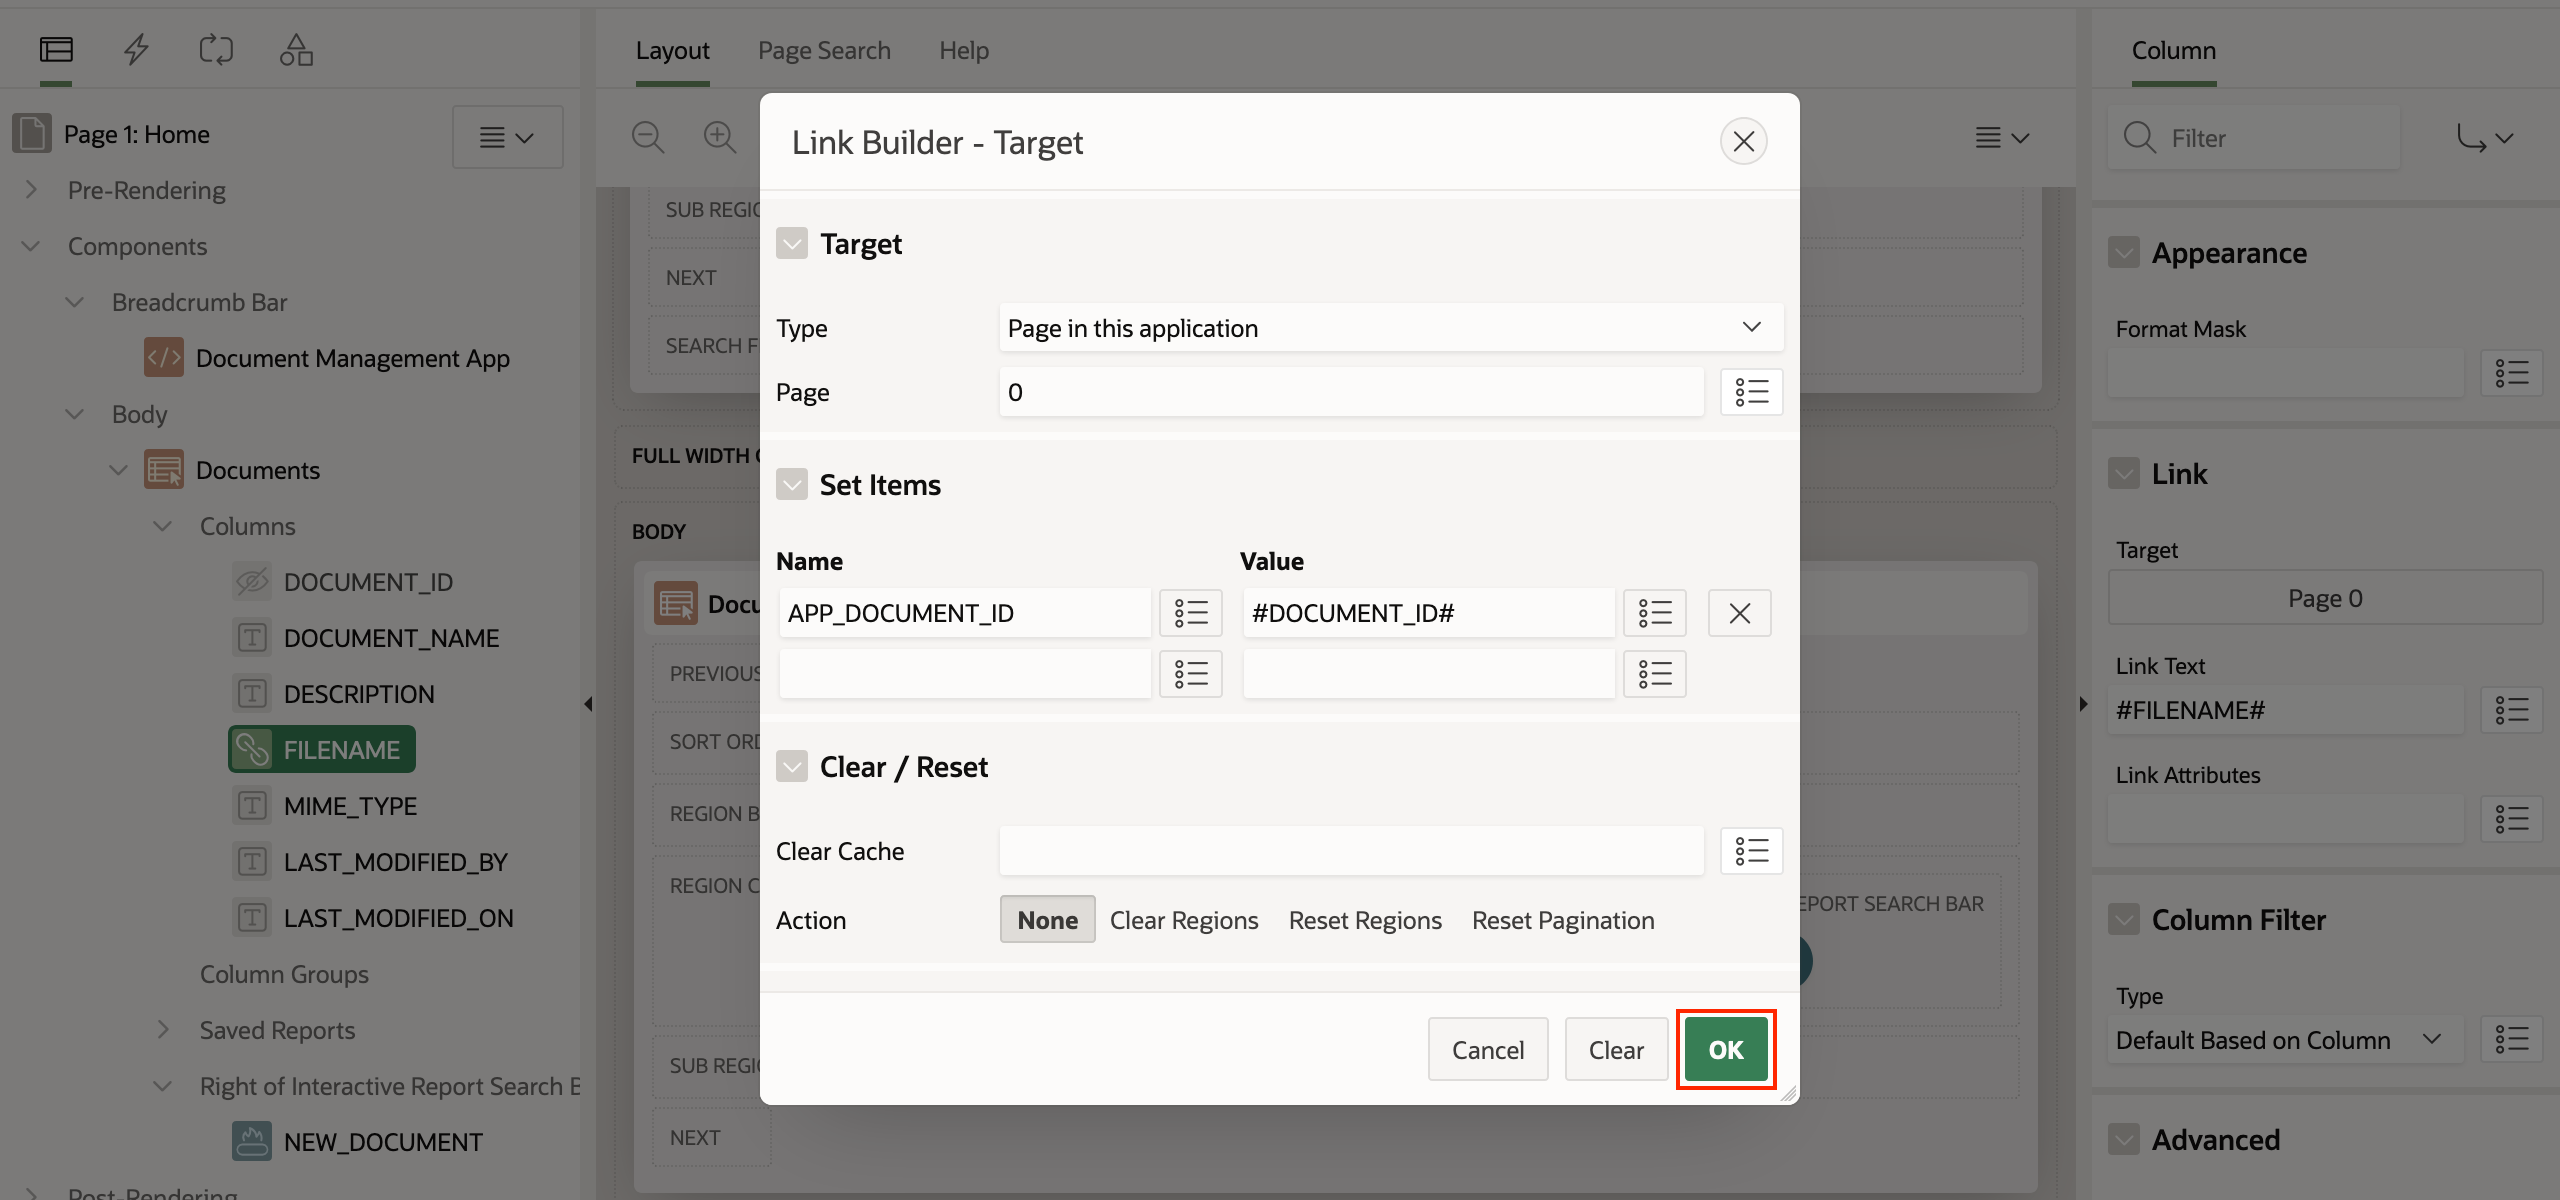 Layout
Page Search
Help
Column
Page 1: Home
Pre-Rendering
Components
Breadcrumb Bar
Document Management App
Body
Documents
Columns
DOCUMENT_ID
DOCUMENT_NAME
DESCRIPTION
FILENAME
MIME_TYPE
LAST_MODIFIED_BY
LAST_MODIFIED_ON
Column Groups
Saved Reports
Right of Interactive Report Search B
NEW_DOCUMENT
Post-Rendering
SUB REGIO
NEXT
SEARCH F
FULL WIDTH
BODY
Docu
PREVIOUS
SORT ORD
REGION B
REGION C
SUB REGI
NEXT
EPORT SEARCH BAR
Link Builder - Target
Target
Type
Page in this application
Page
0
Set Items
Name
Value
APP_DOCUMENT_ID
#DOCUMENT_ID#
Clear / Reset
Clear Cache
Action
None
Clear Regions
Reset Regions
Reset Pagination
Cancel
Clear
OK
Filter
Appearance
Format Mask
Link
Target
Page 0
Link Text
#FILENAME#
Link Attributes
Column Filter
Type
Default Based on Column
Advanced